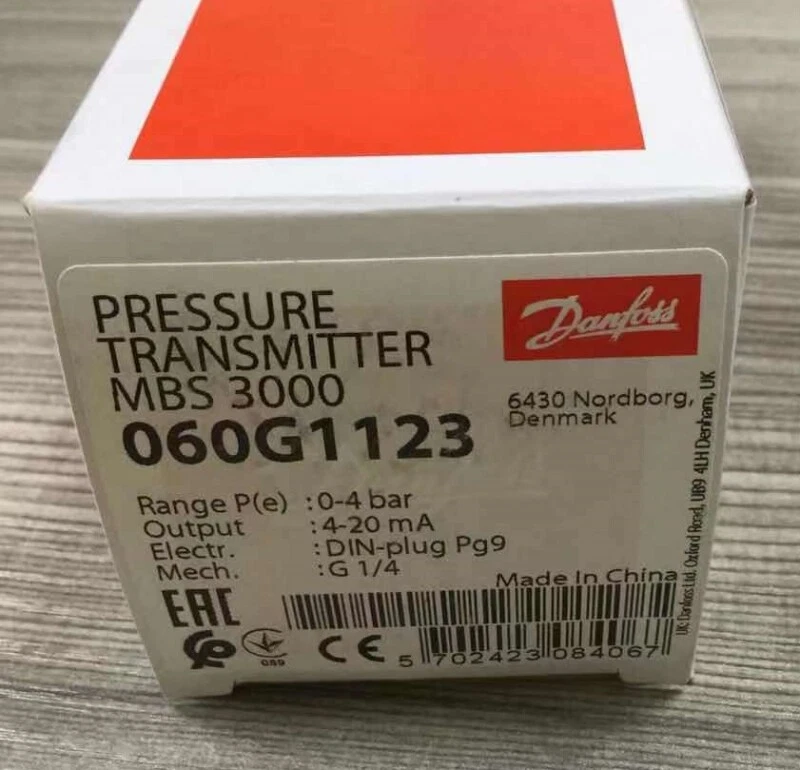 PRESSURE
TRANSMITTER
MBS 3000
060G1123
Danfoss
6430 Nordborg,
Denmark
Range P(e) :0-4 bar
Output :4-20 mA
Electr. :DIN-plug Pg9
Mech. :G 1/4
Made In China
EAC
089
CE
5 702423 084067
UK: Danfoss Ltd. Oxford Road, UB9 4LH Denham, UK